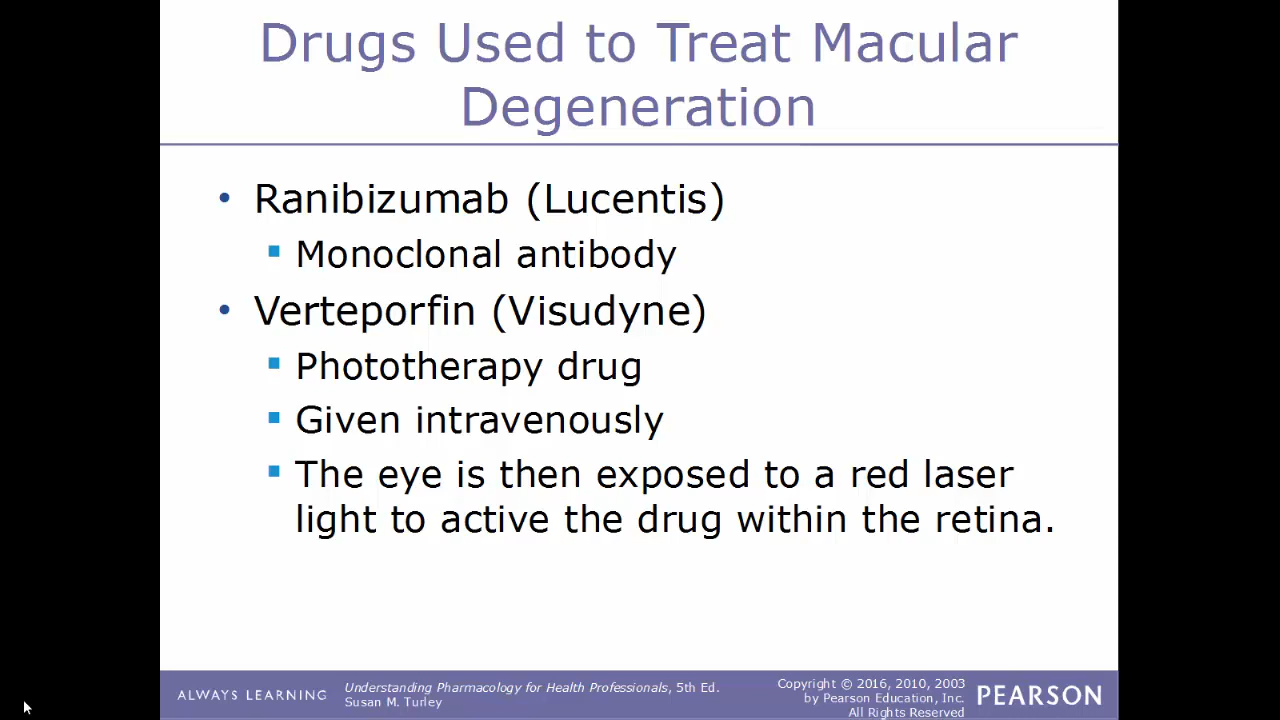 Drugs Used to Treat Macular
Degeneration
• Ranibizumab (Lucentis)
▪ Monoclonal antibody
• Verteporfin (Visudyne)
▪ Phototherapy drug
▪ Given intravenously
▪ The eye is then exposed to a red laser
light to active the drug within the retina.
ALWAYS LEARNING
Understanding Pharmacology for Health Professionals, 5th Ed.
Susan M. Turley
Copyright © 2016, 2010, 2003
by Pearson Education, Inc.
All Rights Reserved
PEARSON